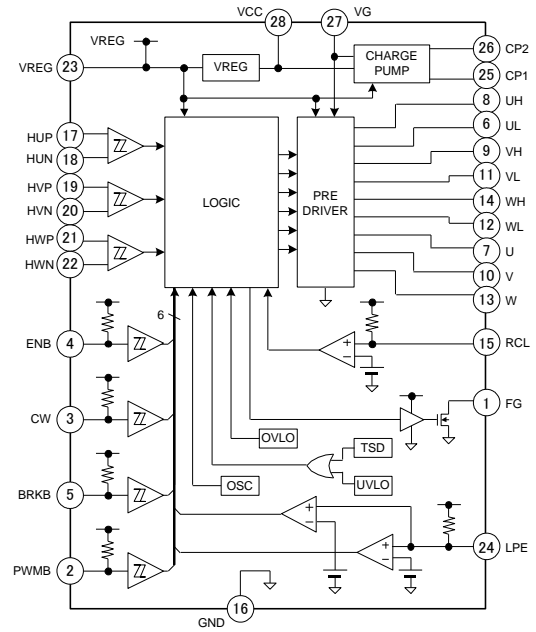 VCC
VG
28
27
VREG
VREG 23
VREG
CHARGE
PUMP
26 CP2
25 CP1
8 UH
6 UL
9 VH
11 VL
14 WH
12 WL
7 U
10 V
13 W
HUP 17
HUN 18
HVP 19
HVN 20
HWP 21
HWN 22
LOGIC
PRE
DRIVER
6
ENB 4
CW 3
BRKB 5
PWMB 2
+
-
15 RCL
1 FG
OVLO
TSD
OSC
UVLO
+
-
+
-
24 LPE
16
GND